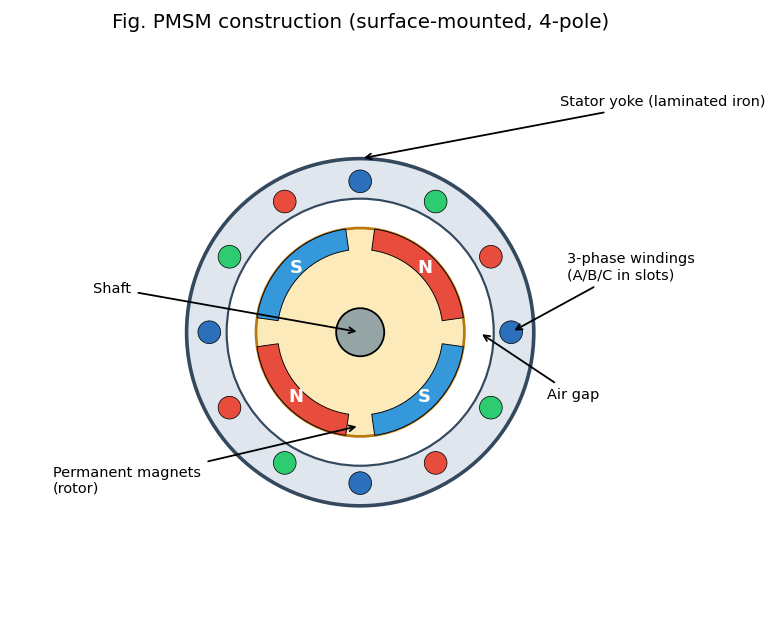 Fig. PMSM construction (surface-mounted, 4-pole)
Stator yoke (laminated iron)
3-phase windings
(A/B/C in slots)
S
N
Shaft
N
S
Air gap
Permanent magnets
(rotor)